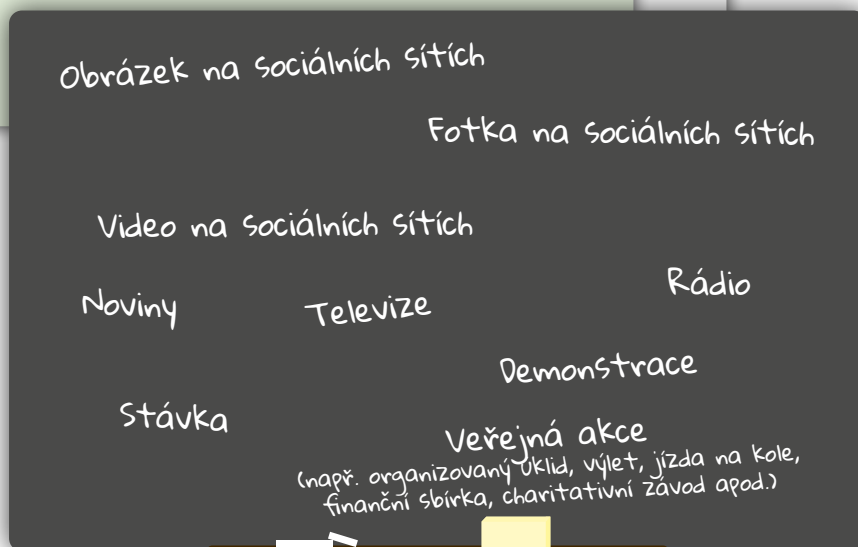 Obrázek na sociálních sítích
Fotka na sociálních sítích
Video na sociálních sítích
Rádio
Noviny
Televize
Demonstrace
Stávka
Veřejná akce
(např. organizovaný úklid, výlet, jízda na kole,
finanční sbírka, charitativní závod apod.)